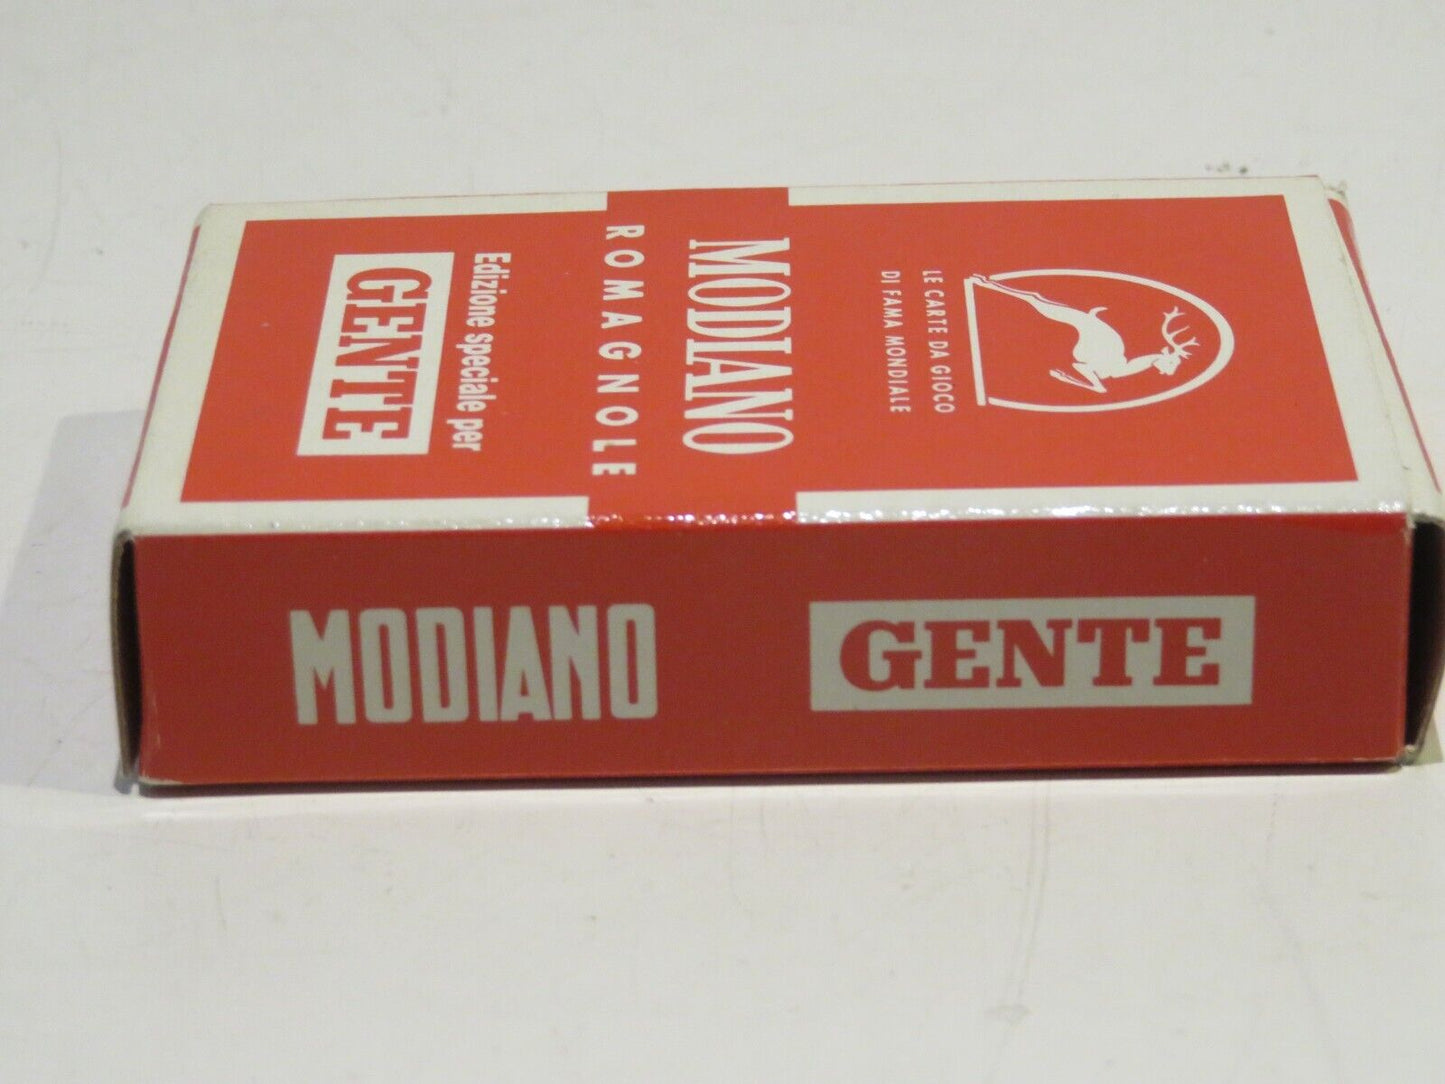 LE CARTE DA GIOCO
DI FAMA MONDIALE
MODIANO
ROMAGNOLE
Edizione speciale per
GENTE
MODIANO
GENTE